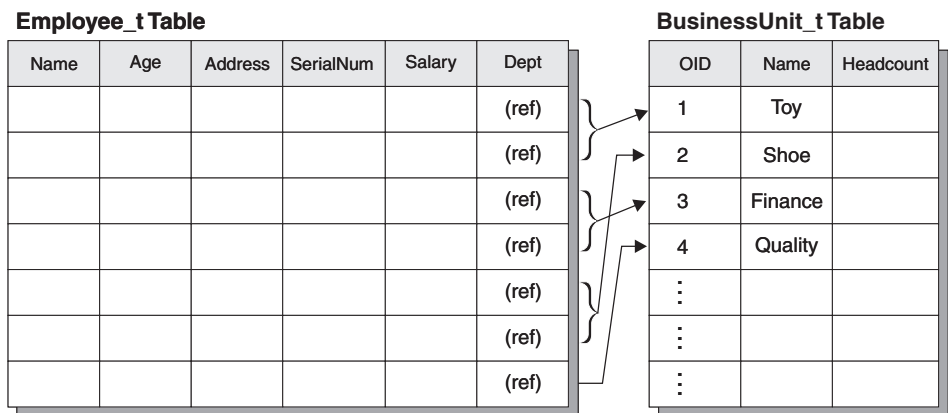 Employee_t Table
BusinessUnit_t Table
Name Age Address SerialNum Salary Dept
OID Name Headcount
(ref) 1 Toy
(ref) 2 Shoe
(ref) 3 Finance
(ref) 4 Quality
(ref) ⋮
(ref) ⋮
(ref) ⋮